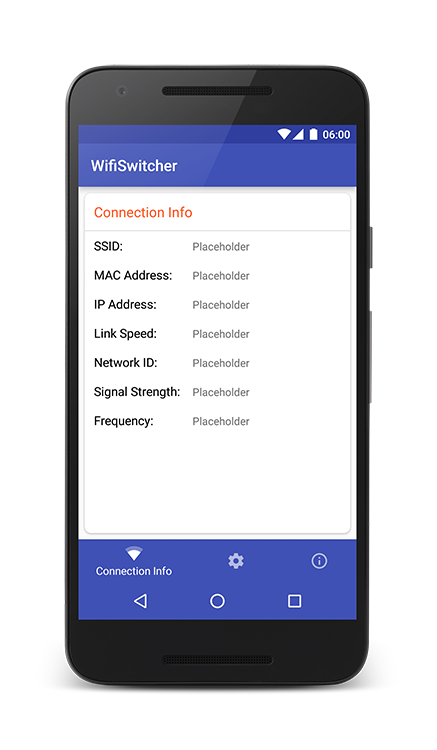 06:00
WifiSwitcher
Connection Info
SSID: Placeholder
MAC Address: Placeholder
IP Address: Placeholder
Link Speed: Placeholder
Network ID: Placeholder
Signal Strength: Placeholder
Frequency: Placeholder
Connection Info